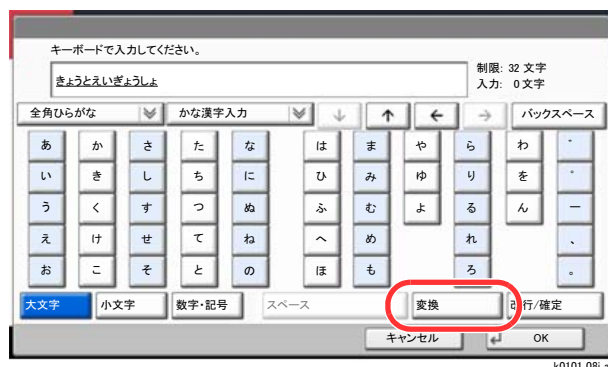 キーボードで入力してください。
制限: 32 文字
きょうとえいぎょうしょ
入力: 0 文字
全角ひらがな かな漢字入力 ↓ ↑ ← → バックスペース
あ か さ た な は ま や ら わ ゛
い き し ち に ひ み ゆ り を ゜
う く す つ ぬ ふ む よ る ん ー
え け せ て ね へ め れ 、
お こ そ と の ほ も ろ 。
大文字 小文字 数字・記号 スペース 変換 改行/確定
キャンセル OK